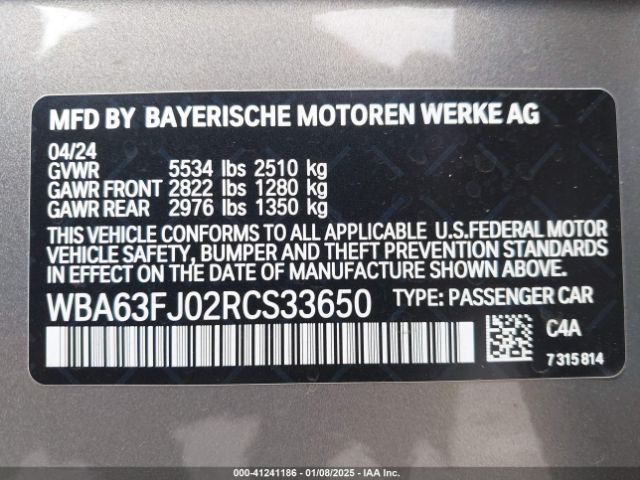 MFD BY BAYERISCHE MOTOREN WERKE AG
04/24
GVWR 5534 lbs 2510 kg
GAWR FRONT 2822 lbs 1280 kg
GAWR REAR 2976 lbs 1350 kg
THIS VEHICLE CONFORMS TO ALL APPLICABLE U.S.FEDERAL MOTOR
VEHICLE SAFETY, BUMPER AND THEFT PREVENTION STANDARDS
IN EFFECT ON THE DATE OF MANUFACTURE SHOWN ABOVE.
WBA63FJ02RCS33650 TYPE: PASSENGER CAR
C4A
7315814
000-41241186 - 01/08/2025 - IAA Inc.